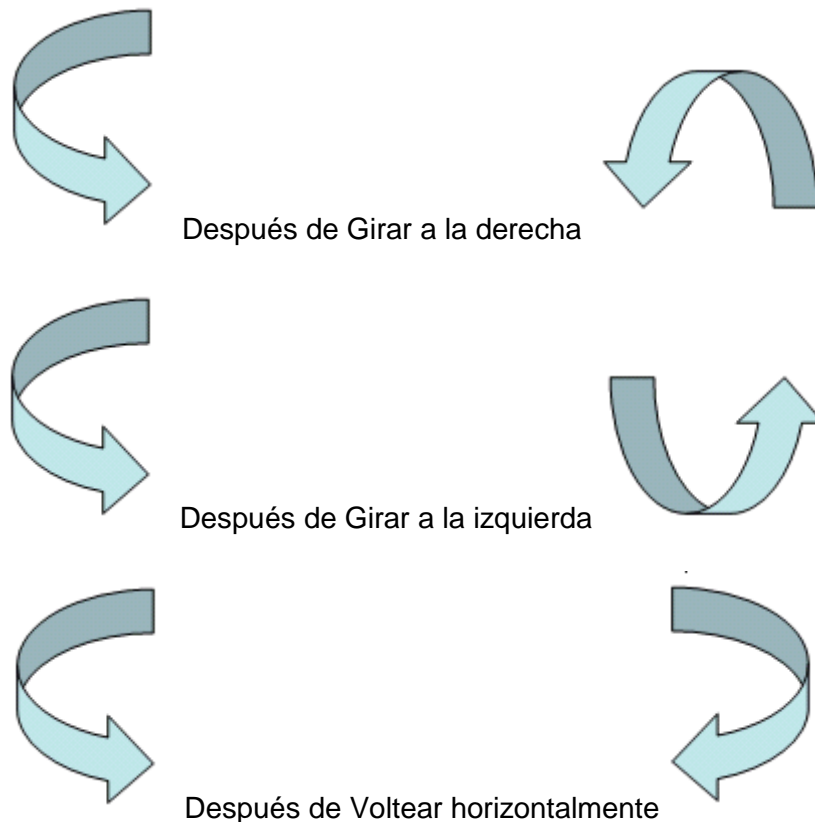 Después de Girar a la derecha
Después de Girar a la izquierda
Después de Voltear horizontalmente